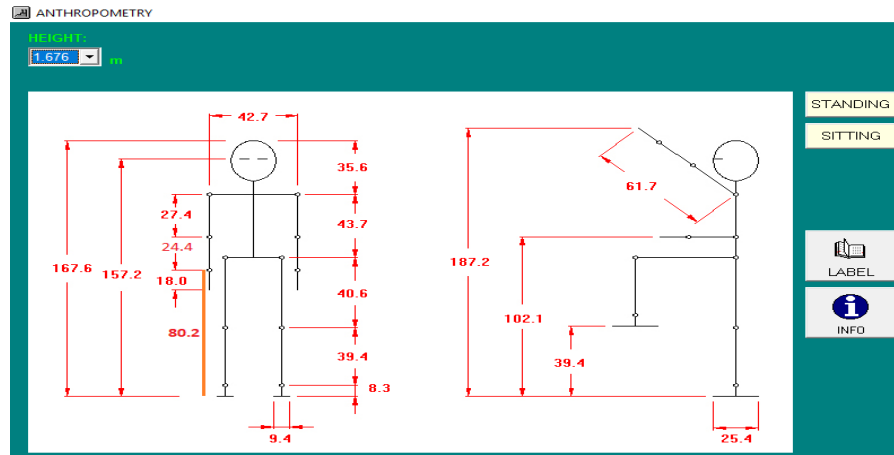 ANTHROPOMETRY
HEIGHT:
1.676 m
STANDING
SITTING
LABEL
INFO
42.7
35.6
27.4
43.7
24.4
167.6
157.2
18.0
40.6
80.2
39.4
8.3
9.4
61.7
187.2
102.1
39.4
25.4